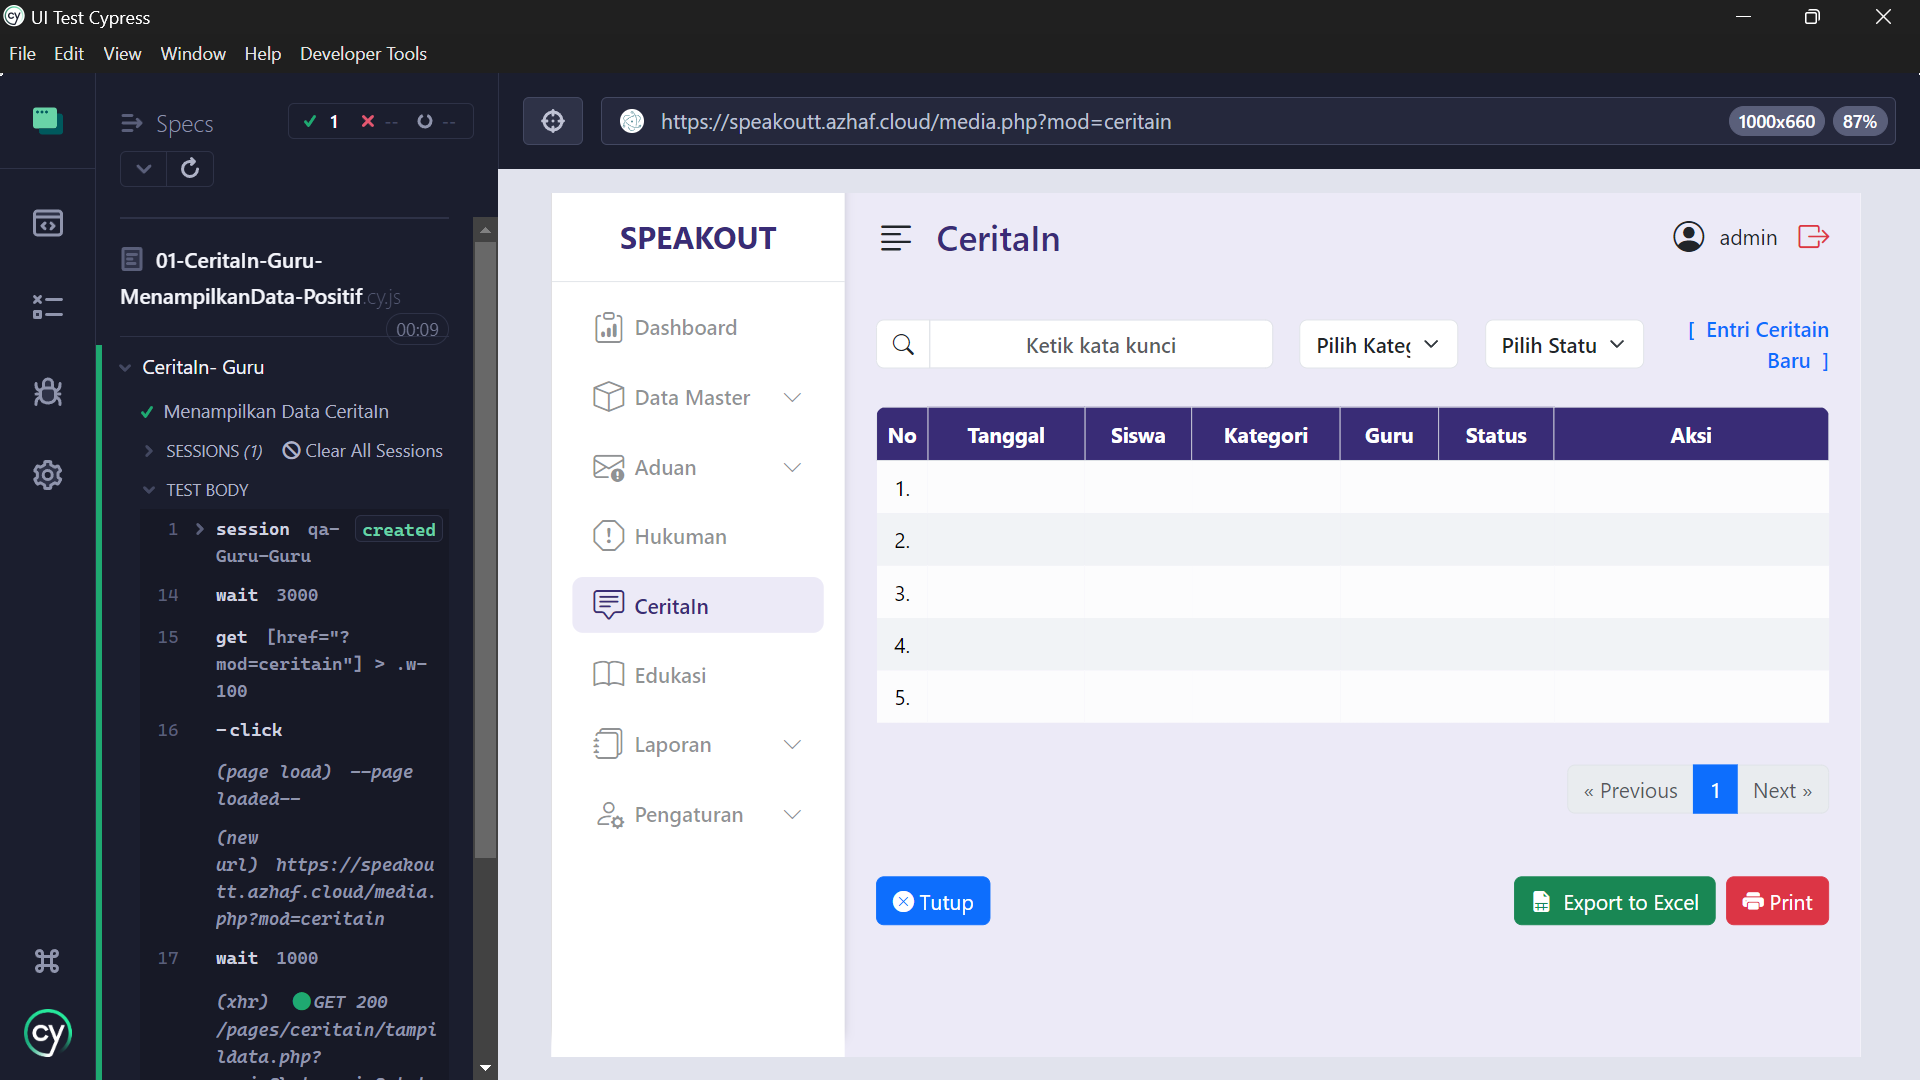 UI Test Cypress
File Edit View Window Help Developer Tools
Specs
1 -- --
https://speakoutt.azhaf.cloud/media.php?mod=ceritain
1000x660
87%
01-CeritaIn-Guru-
MenampilkanData-Positif.cy.js
00:09
CeritaIn- Guru
Menampilkan Data CeritaIn
SESSIONS (1) Clear All Sessions
TEST BODY
1 session qa- created
Guru-Guru
14 wait 3000
15 get [href="?
mod=ceritain"] > .w-
100
16 -click
(page load) --page
loaded--
(new
url) https://speakou
tt.azhaf.cloud/media.
php?mod=ceritain
17 wait 1000
(xhr) GET 200
/pages/ceritain/tampi
ldata.php?
cy
SPEAKOUT
Dashboard
Data Master
Aduan
Hukuman
CeritaIn
Edukasi
Laporan
Pengaturan
CeritaIn
admin
Ketik kata kunci
Pilih Kateg
Pilih Statu
[ Entri Ceritain
Baru ]
No Tanggal Siswa Kategori Guru Status Aksi
1.
2.
3.
4.
5.
« Previous 1 Next »
Tutup
Export to Excel
Print